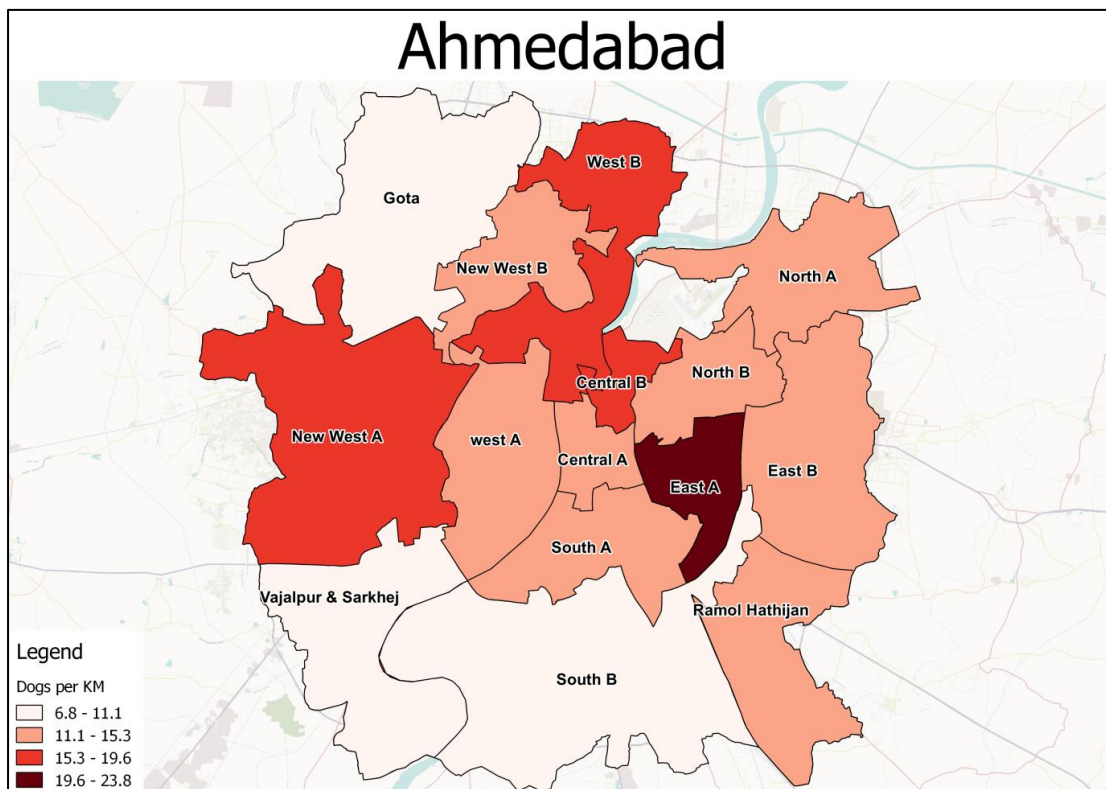 Ahmedabad
West B
Gota
New West B
North A
North B
Central B
New West A
west A
Central A
East A
East B
South A
Vajalpur & Sarkhej
Ramol Hathijan
South B
Legend
Dogs per KM
6.8 - 11.1
11.1 - 15.3
15.3 - 19.6
19.6 - 23.8